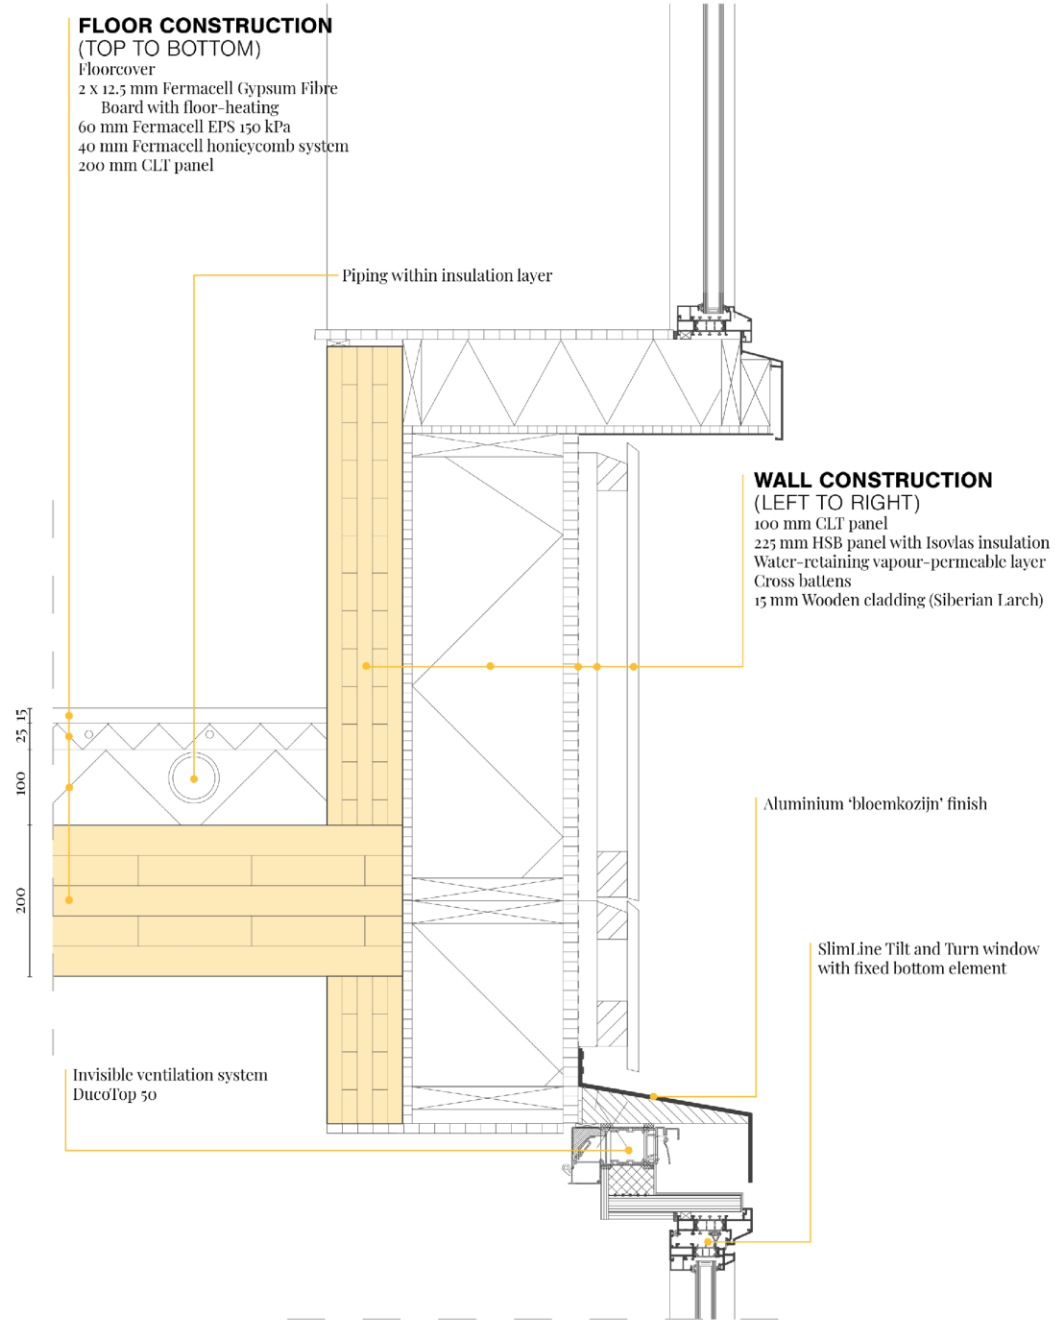 FLOOR CONSTRUCTION
(TOP TO BOTTOM)
Floorcover
2 x 12.5 mm Fermacell Gypsum Fibre
Board with floor-heating
60 mm Fermacell EPS 150 kPa
40 mm Fermacell honicycomb system
200 mm CLT panel
Piping within insulation layer
WALL CONSTRUCTION
(LEFT TO RIGHT)
100 mm CLT panel
225 mm HSB panel with Isovlas insulation
Water-retaining vapour-permeable layer
Cross battens
15 mm Wooden cladding (Siberian Larch)
15
25
100
200
Aluminium ‘bloemkozijn’ finish
SlimLine Tilt and Turn window
with fixed bottom element
Invisible ventilation system
DucoTop 50